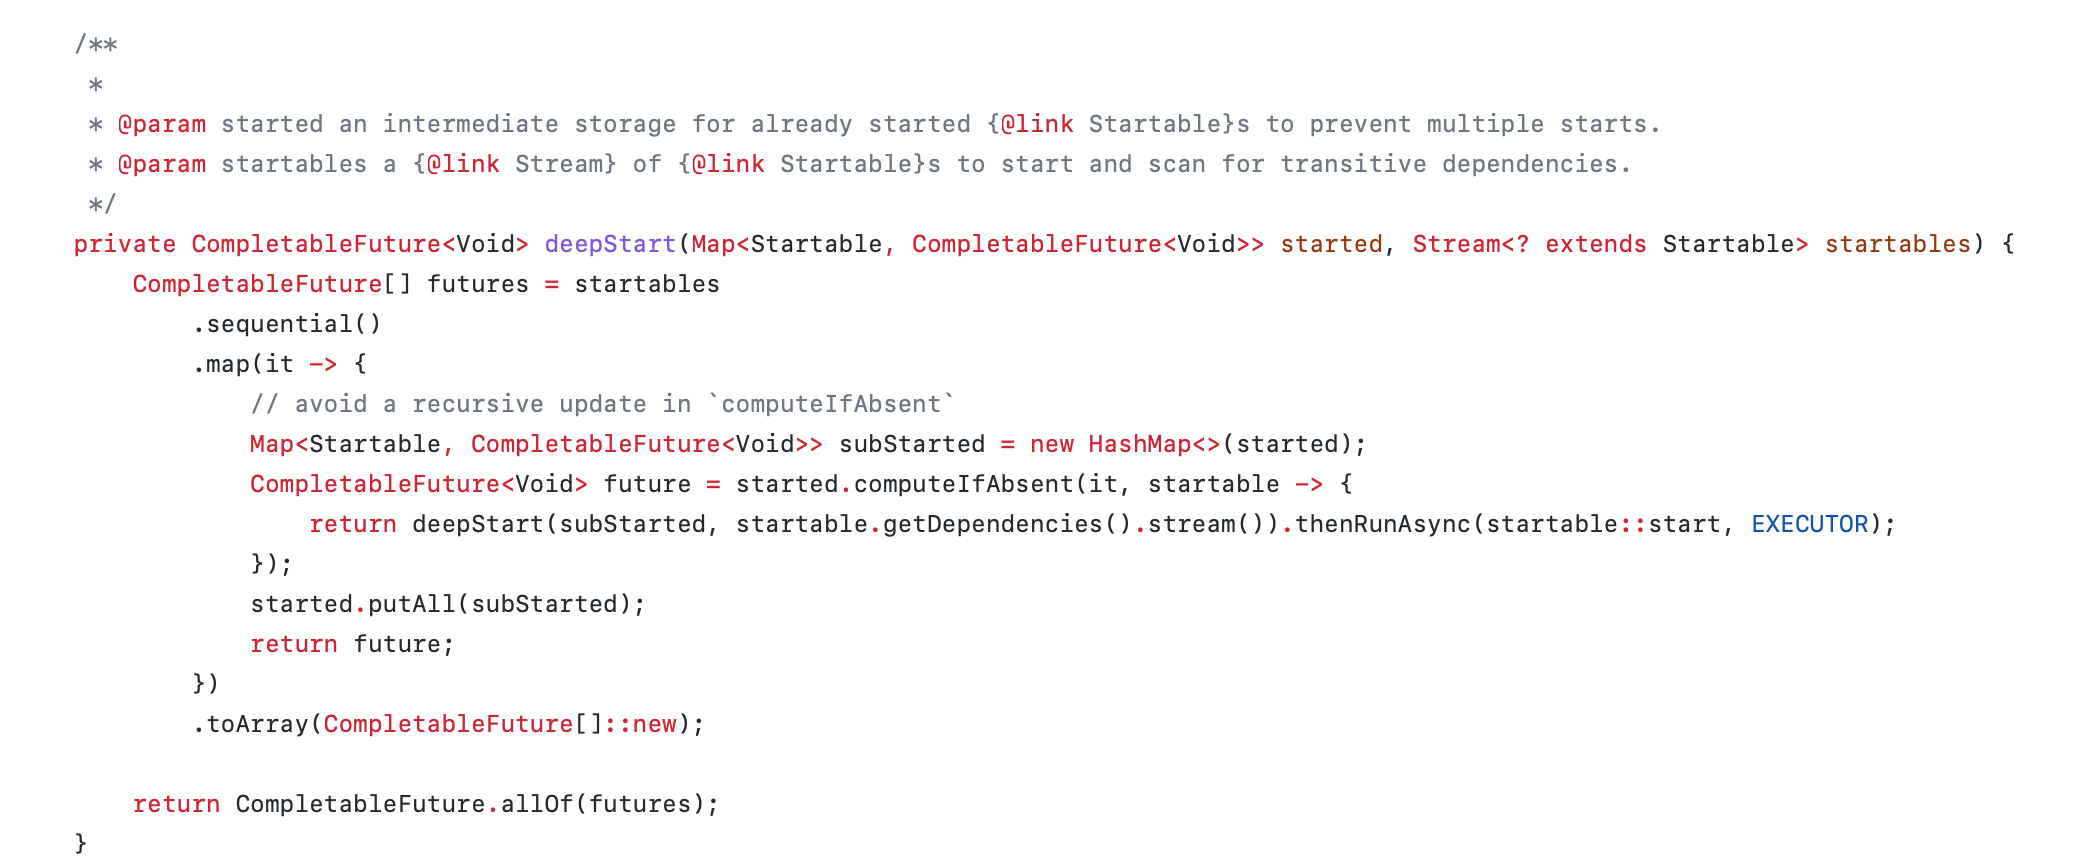 /**
 *
 * @param started an intermediate storage for already started {@link Startable}s to prevent multiple starts.
 * @param startables a {@link Stream} of {@link Startable}s to start and scan for transitive dependencies.
 */
private CompletableFuture<Void> deepStart(Map<Startable, CompletableFuture<Void>> started, Stream<? extends Startable> startables) {
    CompletableFuture[] futures = startables
        .sequential()
        .map(it -> {
            // avoid a recursive update in `computeIfAbsent`
            Map<Startable, CompletableFuture<Void>> subStarted = new HashMap<>(started);
            CompletableFuture<Void> future = started.computeIfAbsent(it, startable -> {
                return deepStart(subStarted, startable.getDependencies().stream()).thenRunAsync(startable::start, EXECUTOR);
            });
            started.putAll(subStarted);
            return future;
        })
        .toArray(CompletableFuture[]::new);

    return CompletableFuture.allOf(futures);
}